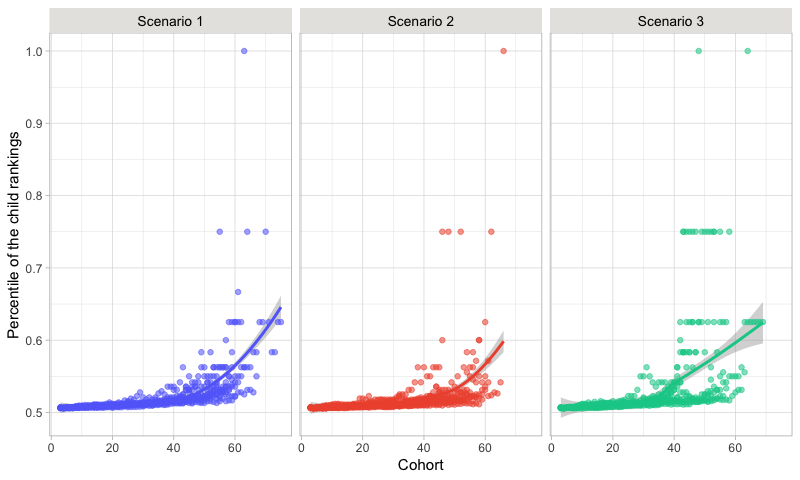 Scenario 1
Scenario 2
Scenario 3
Percentile of the child rankings
1.0
0.9
0.8
0.7
0.6
0.5
0 20 40 60
0 20 40 60
0 20 40 60
Cohort